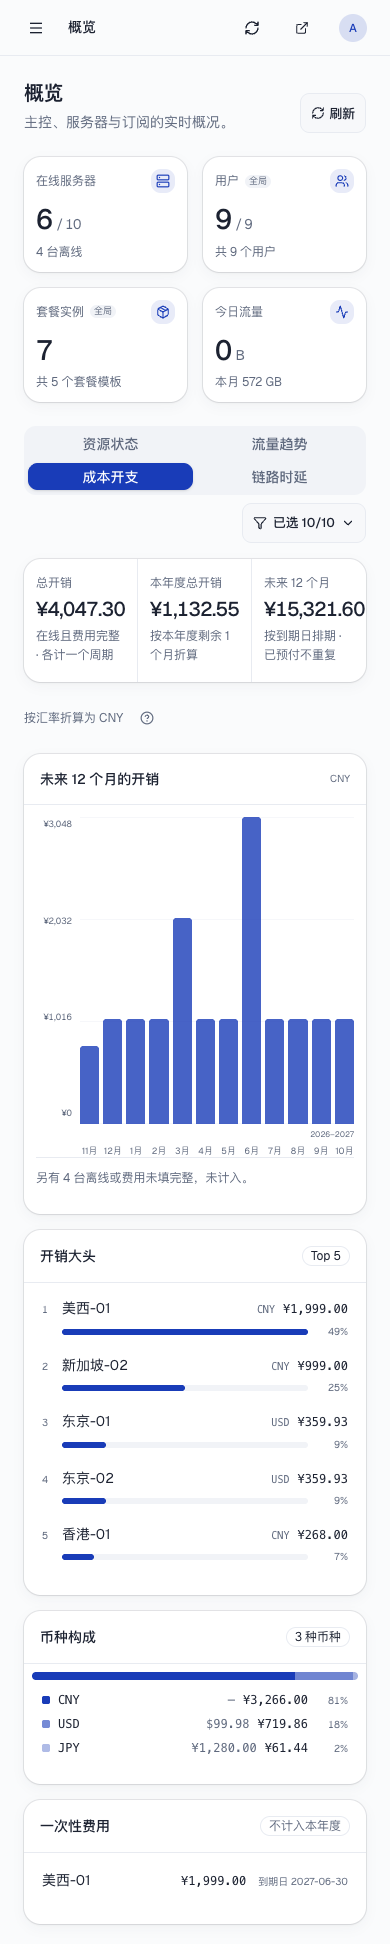 概览
A
概览
主控、服务器与订阅的实时概况。
刷新
在线服务器
6 / 10
4 台离线
用户 全局
9 / 9
共 9 个用户
套餐实例 全局
7
共 5 个套餐模板
今日流量
0 B
本月 572 GB
资源状态
流量趋势
成本开支
链路时延
已选 10/10
总开销
¥4,047.30
在线且费用完整
· 各计一个周期
本年度总开销
¥1,132.55
按本年度剩余 1
个月折算
未来 12 个月
¥15,321.60
按到期日排期 ·
已预付不重复
按汇率折算为 CNY
未来 12 个月的开销 CNY
¥3,048
¥2,032
¥1,016
¥0
2026–2027
11月 12月 1月 2月 3月 4月 5月 6月 7月 8月 9月 10月
另有 4 台离线或费用未填完整，未计入。
开销大头 Top 5
1 美西-01 CNY ¥1,999.00
49%
2 新加坡-02 CNY ¥999.00
25%
3 东京-01 USD ¥359.93
9%
4 东京-02 USD ¥359.93
9%
5 香港-01 CNY ¥268.00
7%
币种构成 3 种币种
CNY — ¥3,266.00 81%
USD $99.98 ¥719.86 18%
JPY ¥1,280.00 ¥61.44 2%
一次性费用 不计入本年度
美西-01 ¥1,999.00 到期日 2027-06-30